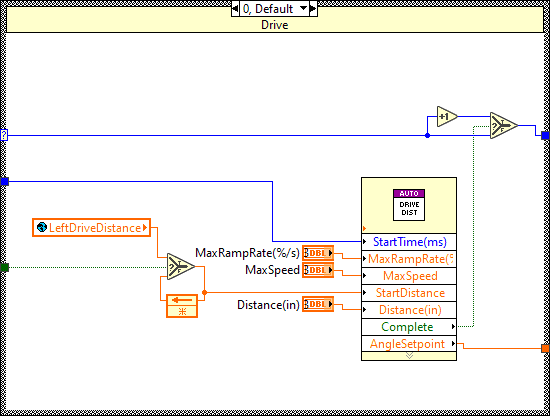 0, Default
Drive
+1
? T F
?
AUTO
DRIVE
DIST
LeftDriveDistance
StartTime(ms)
MaxRampRate(%/s) DBL MaxRampRate(%
? T F
MaxSpeed DBL MaxSpeed
StartDistance
Distance(in) DBL Distance(in)
Complete
AngleSetpoint